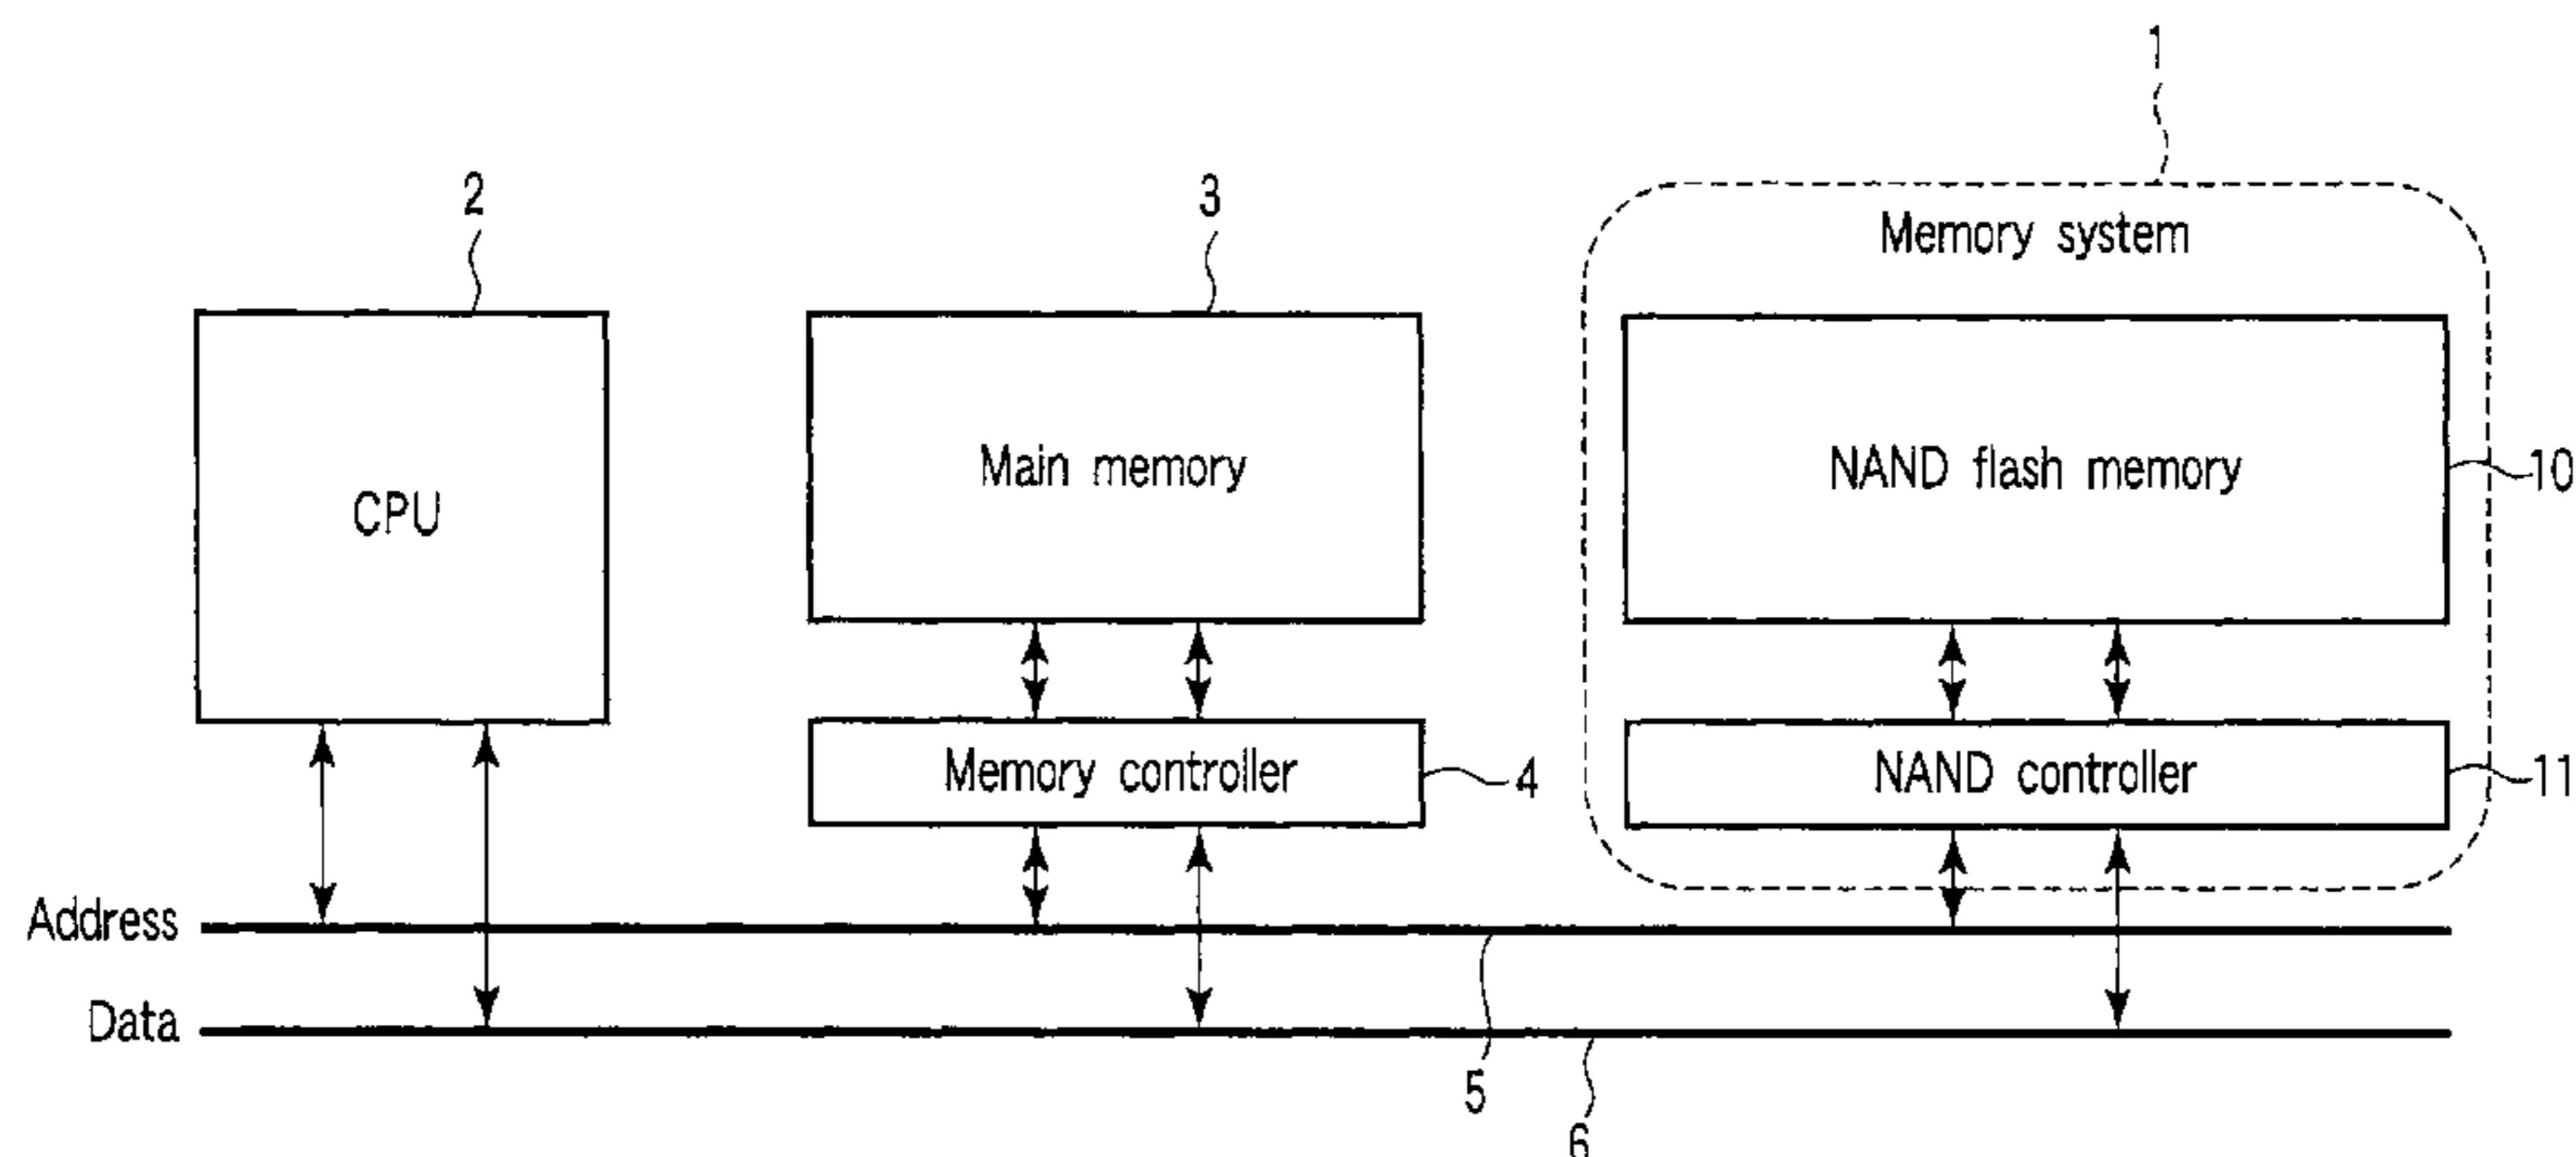 1
2
3
Memory system
CPU
Main memory
NAND flash memory
10
Memory controller
4
NAND controller
11
Address
Data
5
6